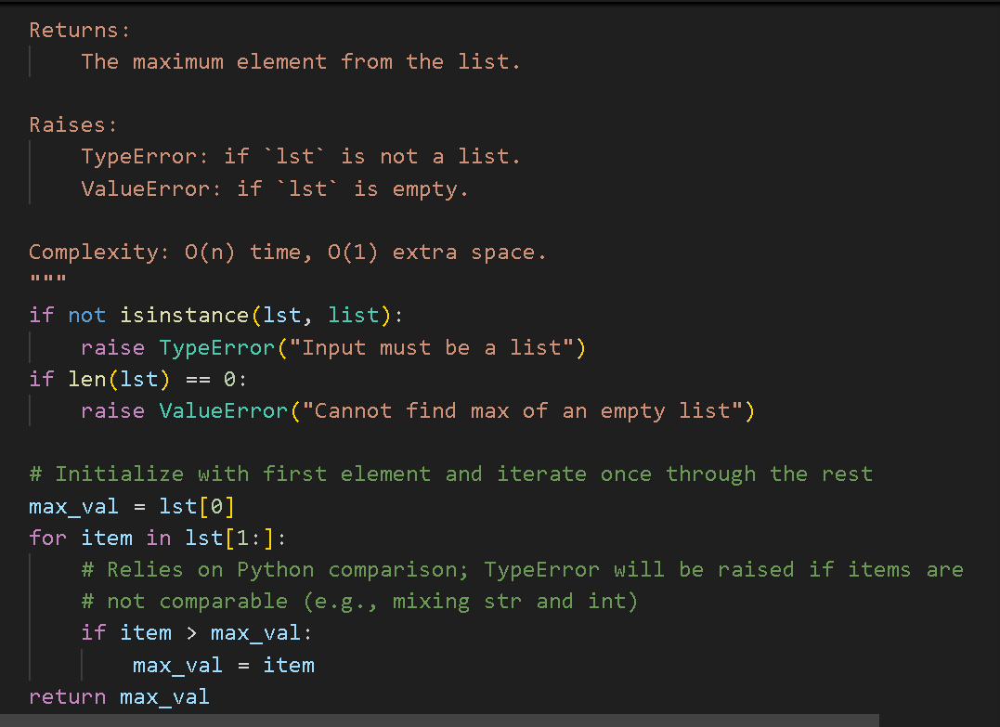 Returns:
    The maximum element from the list.

Raises:
    TypeError: if `lst` is not a list.
    ValueError: if `lst` is empty.

Complexity: O(n) time, O(1) extra space.
"""
if not isinstance(lst, list):
    raise TypeError("Input must be a list")
if len(lst) == 0:
    raise ValueError("Cannot find max of an empty list")

# Initialize with first element and iterate once through the rest
max_val = lst[0]
for item in lst[1:]:
    # Relies on Python comparison; TypeError will be raised if items are
    # not comparable (e.g., mixing str and int)
    if item > max_val:
        max_val = item
return max_val